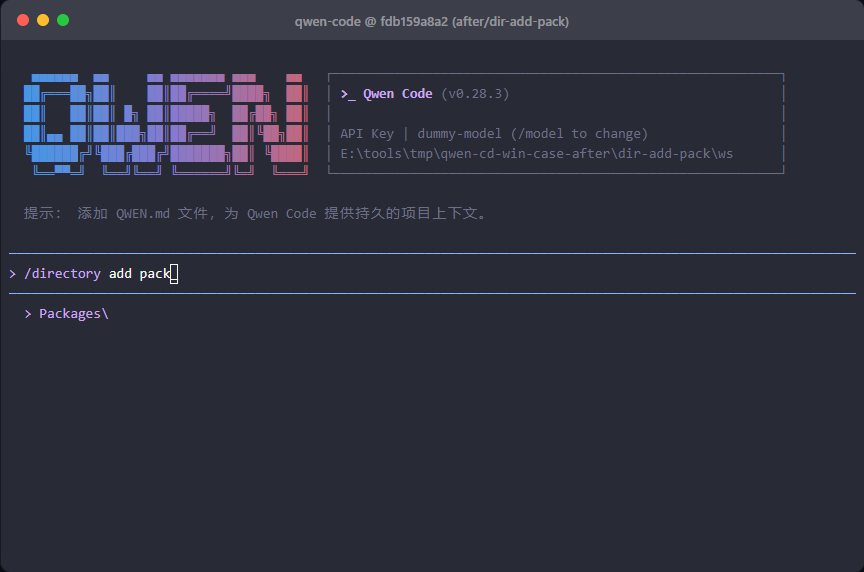 qwen-code @ fdb159a8a2 (after/dir-add-pack)
QWEN
>_ Qwen Code (v0.28.3)
API Key | dummy-model (/model to change)
E:\tools\tmp\qwen-cd-win-case-after\dir-add-pack\ws
提示： 添加 QWEN.md 文件，为 Qwen Code 提供持久的项目上下文。
> /directory add pack
> Packages\